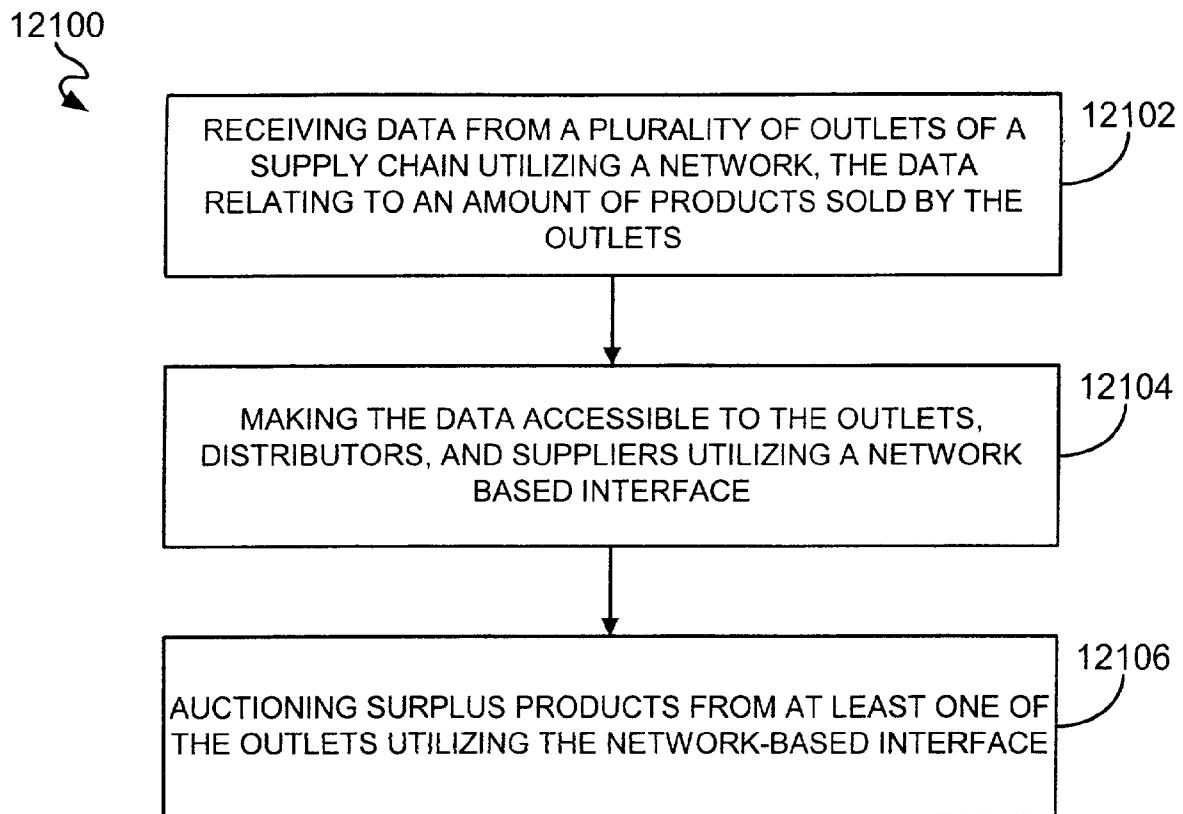 12100
RECEIVING DATA FROM A PLURALITY OF OUTLETS OF A
SUPPLY CHAIN UTILIZING A NETWORK, THE DATA
RELATING TO AN AMOUNT OF PRODUCTS SOLD BY THE
OUTLETS
12102
MAKING THE DATA ACCESSIBLE TO THE OUTLETS,
DISTRIBUTORS, AND SUPPLIERS UTILIZING A NETWORK
BASED INTERFACE
12104
AUCTIONING SURPLUS PRODUCTS FROM AT LEAST ONE OF
THE OUTLETS UTILIZING THE NETWORK-BASED INTERFACE
12106